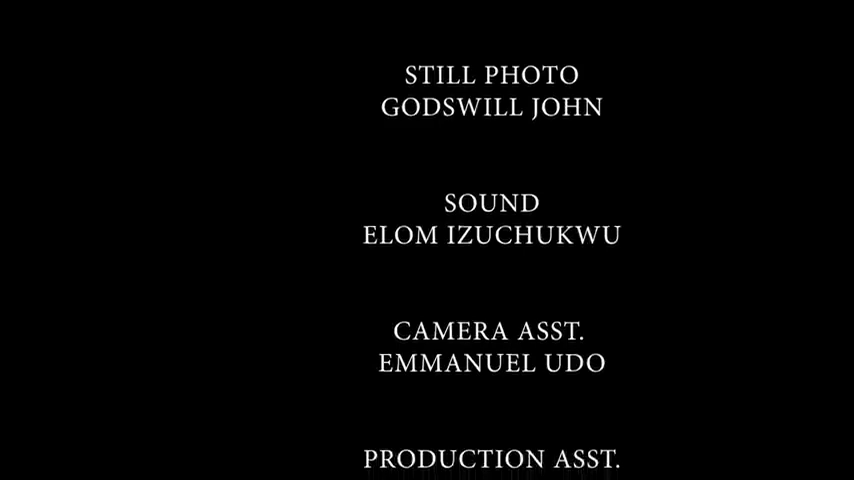 STILL PHOTO
GODSWILL JOHN
SOUND
ELOM IZUCHUKWU
CAMERA ASST.
EMMANUEL UDO
PRODUCTION ASST.